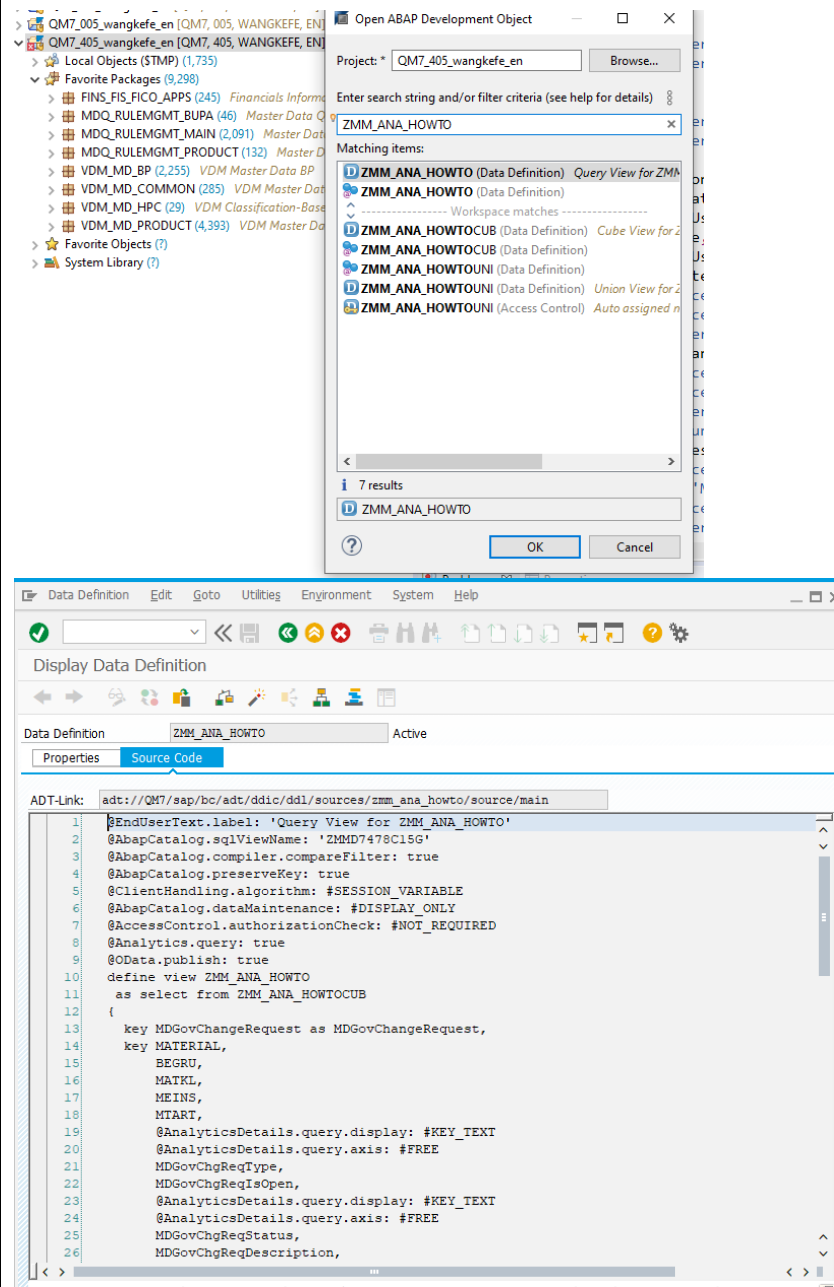 QM7_005_wangkefe_en [QM7, 005, WANGKEFE, EN]
QM7_405_wangkefe_en [QM7, 405, WANGKEFE, EN]
Local Objects ($TMP) (1,735)
Favorite Packages (9,298)
FINS_FIS_FICO_APPS (245) Financials Informa
MDQ_RULEMGMT_BUPA (46) Master Data Q
MDQ_RULEMGMT_MAIN (2,091) Master Dat
MDQ_RULEMGMT_PRODUCT (132) Master D
VDM_MD_BP (2,255) VDM Master Data BP
VDM_MD_COMMON (285) VDM Master Dat
VDM_MD_HPC (29) VDM Classification-Base
VDM_MD_PRODUCT (4,393) VDM Master Da
Favorite Objects (?)
System Library (?)
Open ABAP Development Object
Project: * QM7_405_wangkefe_en Browse...
Enter search string and/or filter criteria (see help for details)
ZMM_ANA_HOWTO
Matching items:
ZMM_ANA_HOWTO (Data Definition) Query View for ZMM
ZMM_ANA_HOWTO (Data Definition)
----------------- Workspace matches -----------------
ZMM_ANA_HOWTOCUB (Data Definition) Cube View for Z
ZMM_ANA_HOWTOCUB (Data Definition)
ZMM_ANA_HOWTOUNI (Data Definition)
ZMM_ANA_HOWTOUNI (Data Definition) Union View for Z
ZMM_ANA_HOWTOUNI (Access Control) Auto assigned n
7 results
ZMM_ANA_HOWTO
OK Cancel
Data Definition Edit Goto Utilities Environment System Help
Display Data Definition
Data Definition ZMM_ANA_HOWTO Active
Properties Source Code
ADT-Link: adt://QM7/sap/bc/adt/ddic/ddl/sources/zmm_ana_howto/source/main
1 @EndUserText.label: 'Query View for ZMM_ANA_HOWTO'
2 @AbapCatalog.sqlViewName: 'ZMMD7478C15G'
3 @AbapCatalog.compiler.compareFilter: true
4 @AbapCatalog.preserveKey: true
5 @ClientHandling.algorithm: #SESSION_VARIABLE
6 @AbapCatalog.dataMaintenance: #DISPLAY_ONLY
7 @AccessControl.authorizationCheck: #NOT_REQUIRED
8 @Analytics.query: true
9 @OData.publish: true
10 define view ZMM_ANA_HOWTO
11 as select from ZMM_ANA_HOWTOCUB
12 {
13 key MDGovChangeRequest as MDGovChangeRequest,
14 key MATERIAL,
15 BEGRU,
16 MATKL,
17 MEINS,
18 MTART,
19 @AnalyticsDetails.query.display: #KEY_TEXT
20 @AnalyticsDetails.query.axis: #FREE
21 MDGovChgReqType,
22 MDGovChgReqIsOpen,
23 @AnalyticsDetails.query.display: #KEY_TEXT
24 @AnalyticsDetails.query.axis: #FREE
25 MDGovChgReqStatus,
26 MDGovChgReqDescription,